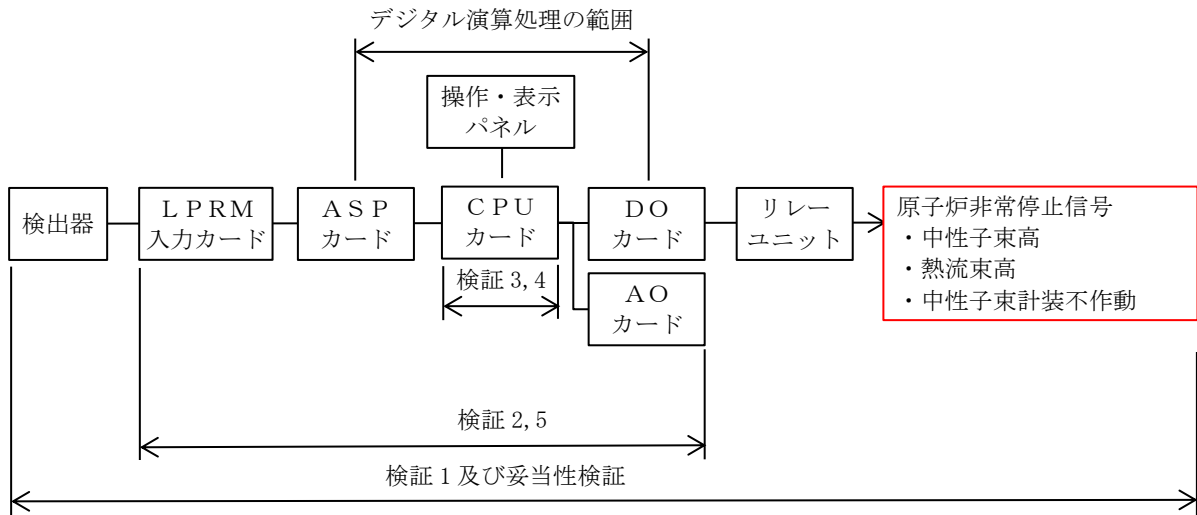 デジタル演算処理の範囲
操作・表示
パネル
検出器
ＬＰＲＭ
入力カード
ＡＳＰ
カード
ＣＰＵ
カード
ＤＯ
カード
リレー
ユニット
原子炉非常停止信号
・中性子束高
・熱流束高
・中性子束計装不作動
検証 3, 4
ＡＯ
カード
検証 2, 5
検証 1 及び妥当性検証